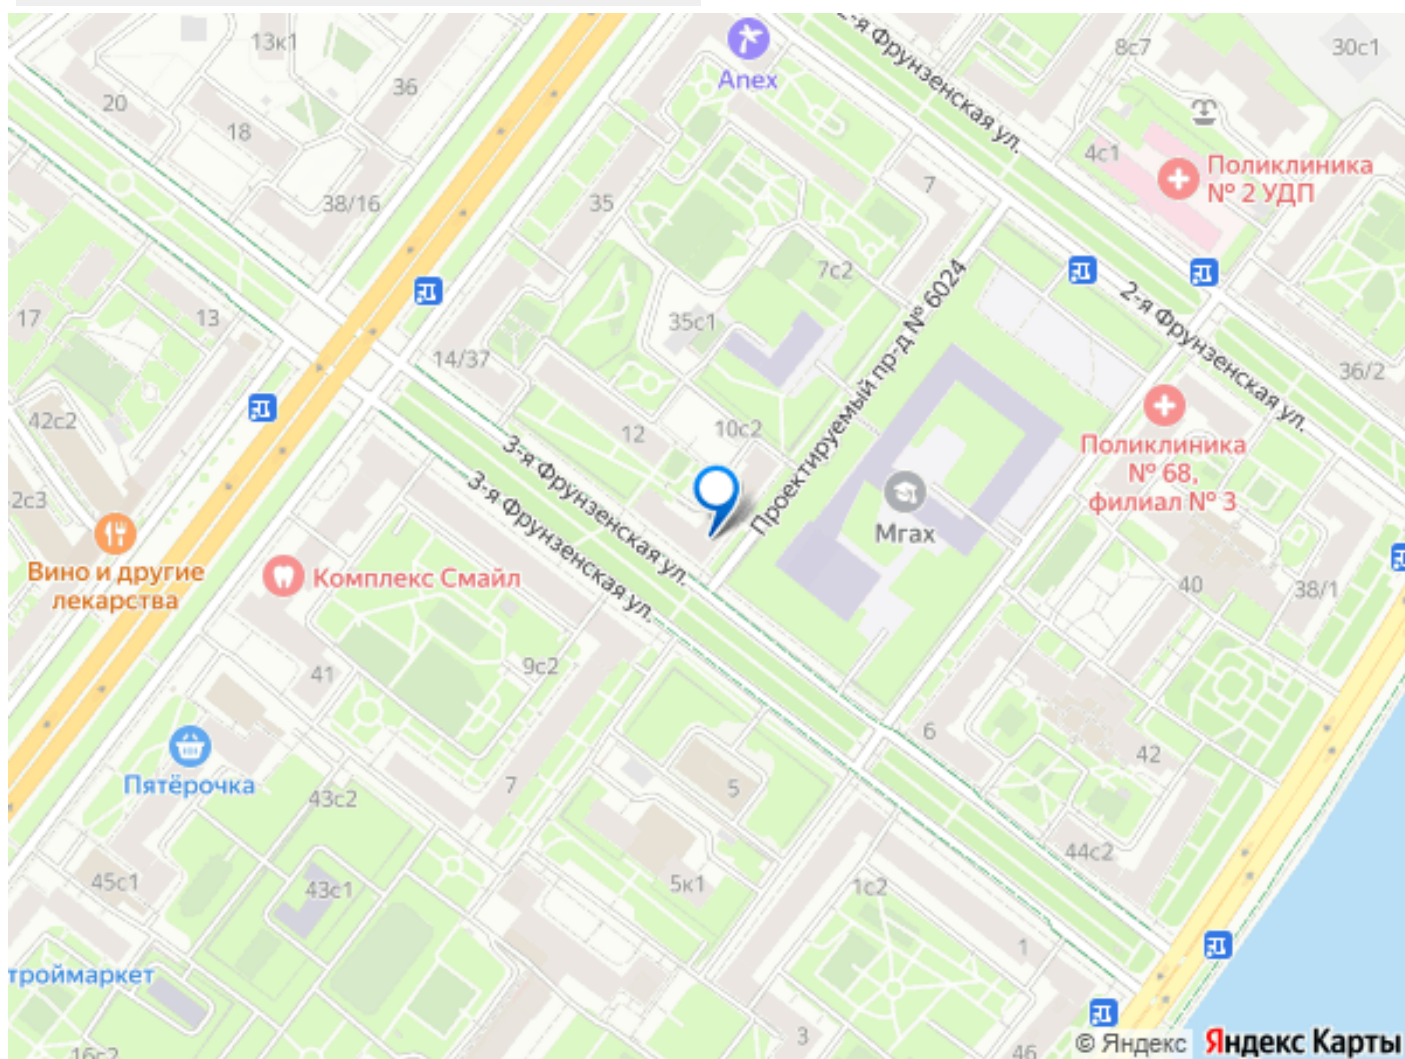 2-я Фрунзенская ул.
13к1
8с7
30с1
Anex
36
20
18
4с1
Поликлиника
№ 2 УДП
7
38/16
35
7с2
17
13
35с1
2-я Фрунзенская ул.
Проектируемый пр-д № 6024
14/37
36/2
42с2
12
10с2
Поликлиника
№ 68,
филиал № 3
3-я Фрунзенская ул.
3-я Фрунзенская ул.
2с3
Мгах
Вино и другие
лекарства
Комплекс Смайл
40
38/1
41
9с2
6
42
Пятёрочка
43с2
7
5
44с2
45с1
43с1
5к1
1с2
1
троймаркет
3
16с2
46
© Яндекс Яндекс Карты